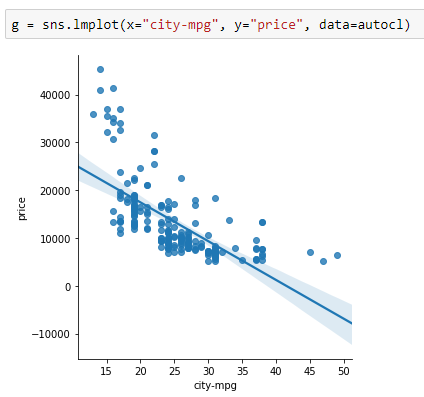 g = sns.lmplot(x="city-mpg", y="price", data=autocl)
40000
30000
20000
10000
0
−10000
price
15 20 25 30 35 40 45 50
city-mpg